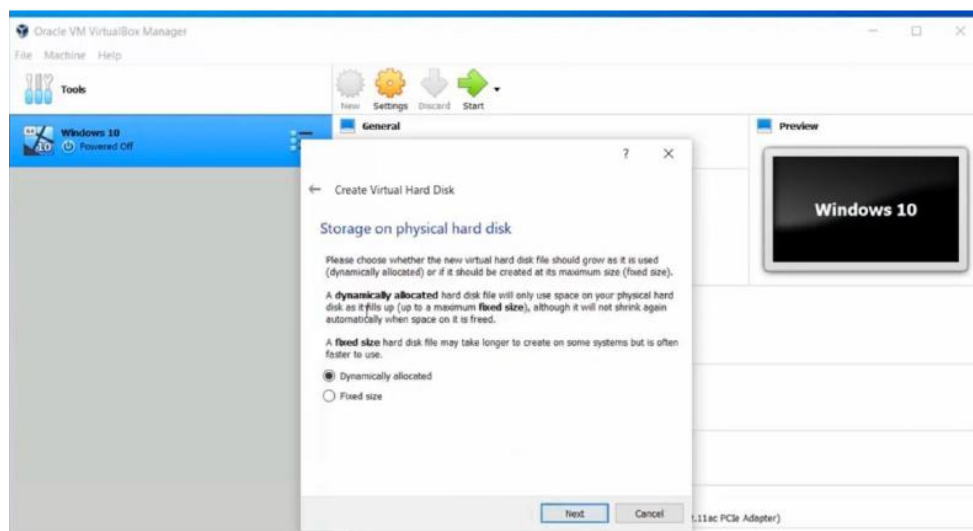 Oracle VM VirtualBox Manager
File Machine Help
Tools
New Settings Discard Start
Windows 10
Powered Off
General
Preview
Windows 10
Create Virtual Hard Disk
Storage on physical hard disk
Please choose whether the new virtual hard disk file should grow as it is used
(dynamically allocated) or if it should be created at its maximum size (fixed size).
A dynamically allocated hard disk file will only use space on your physical hard
disk as it fills up (up to a maximum fixed size), although it will not shrink again
automatically when space on it is freed.
A fixed size hard disk file may take longer to create on some systems but is often
faster to use.
Dynamically allocated
Fixed size
Next Cancel
.11ac PCIe Adapter)